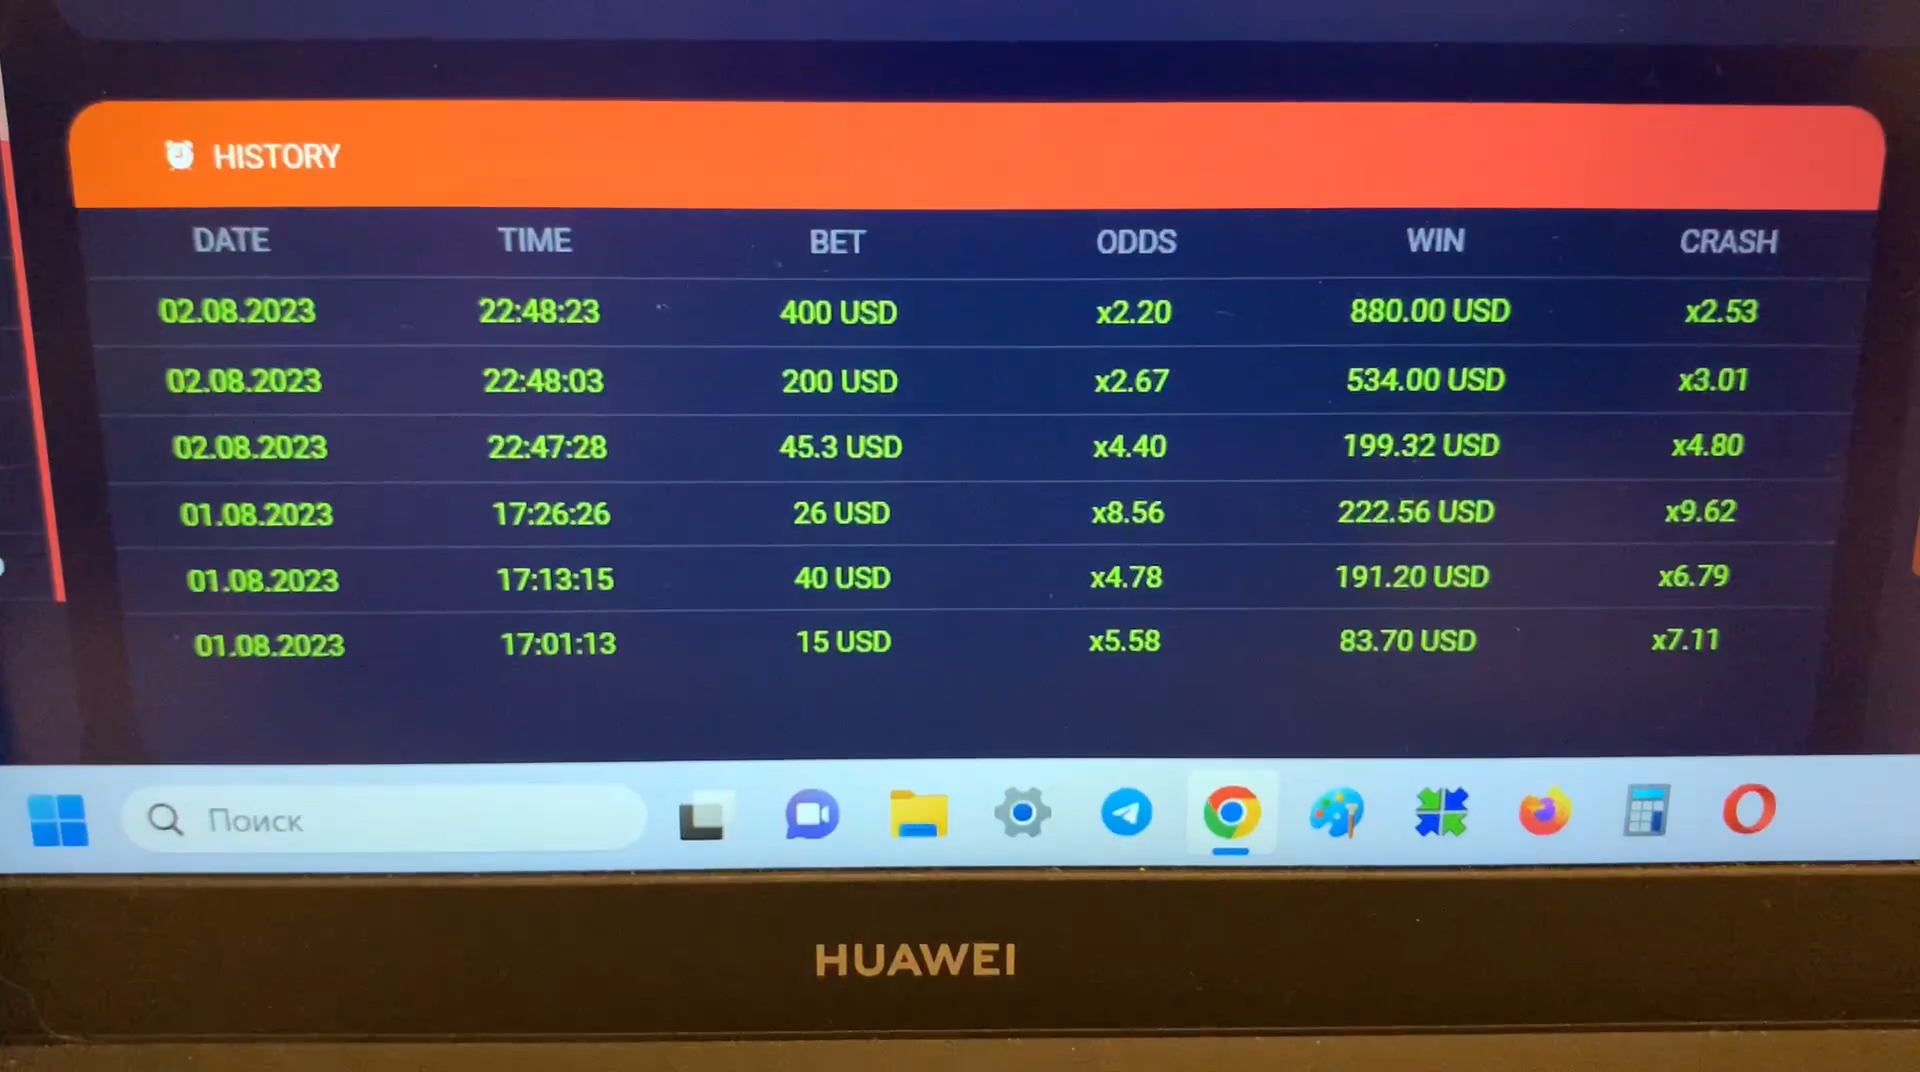 HISTORY
DATE TIME BET ODDS WIN CRASH
02.08.2023 22:48:23 400 USD x2.20 880.00 USD x2.53
02.08.2023 22:48:03 200 USD x2.67 534.00 USD x3.01
02.08.2023 22:47:28 45.3 USD x4.40 199.32 USD x4.80
01.08.2023 17:26:26 26 USD x8.56 222.56 USD x9.62
01.08.2023 17:13:15 40 USD x4.78 191.20 USD x6.79
01.08.2023 17:01:13 15 USD x5.58 83.70 USD x7.11
Поиск
HUAWEI